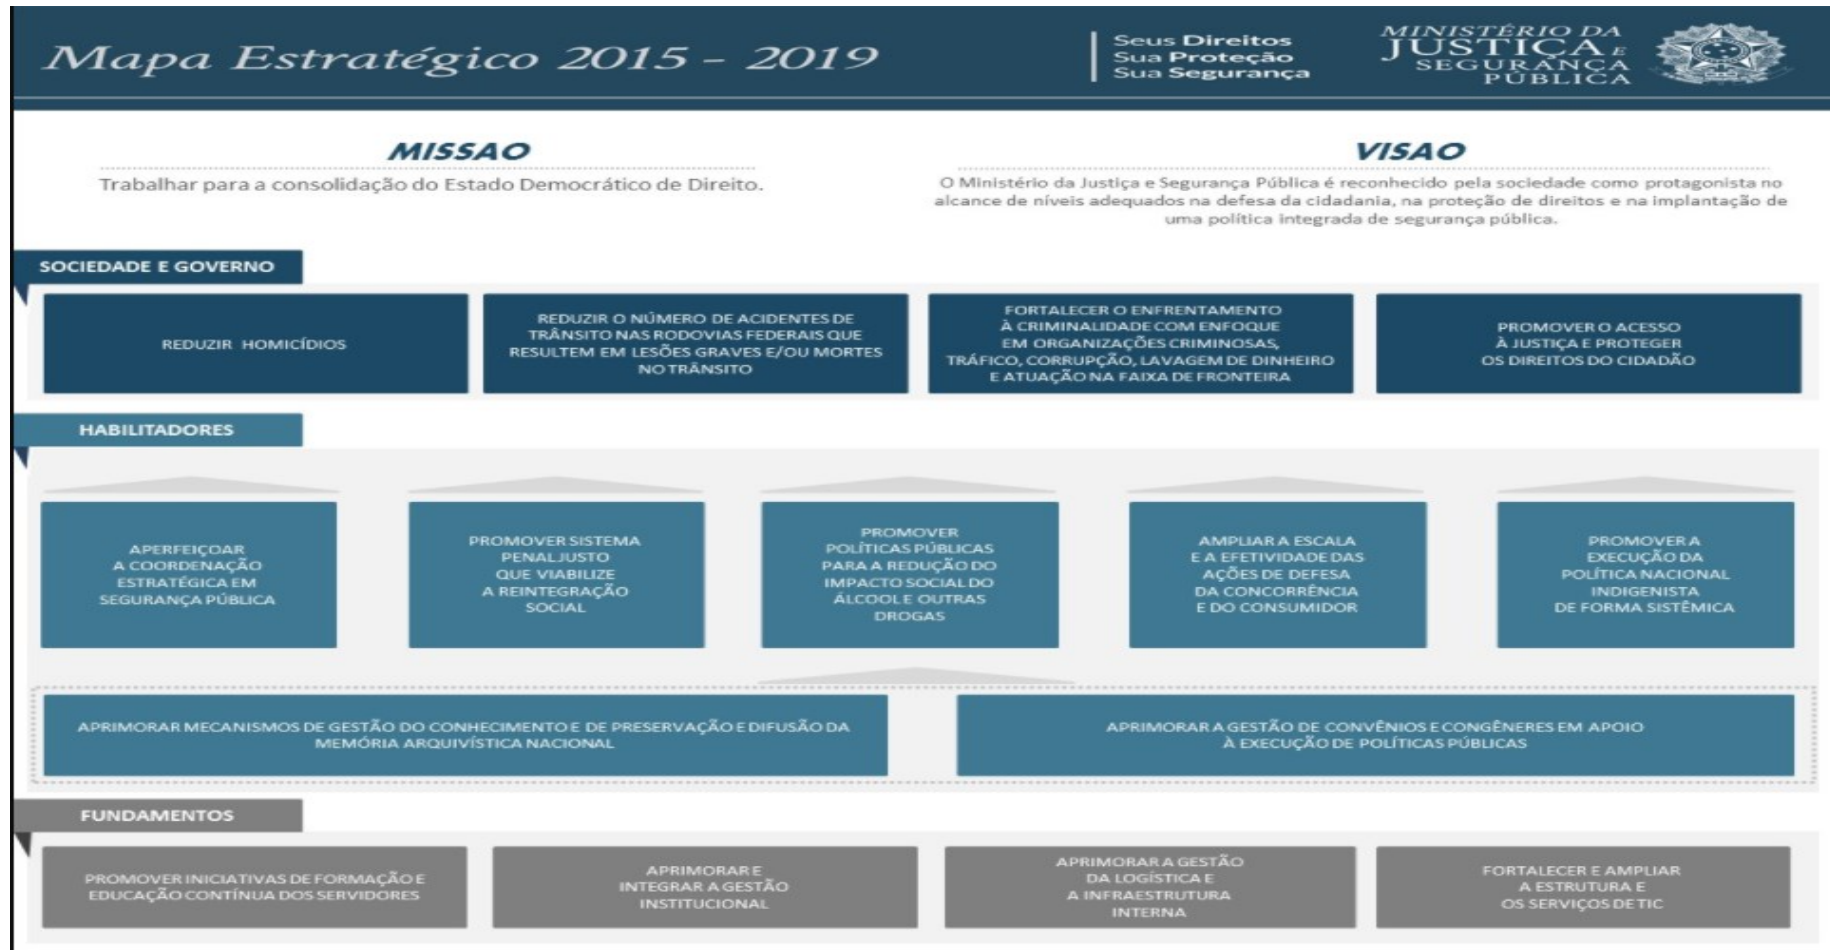 Mapa Estratégico 2015 - 2019
Seus Direitos
Sua Proteção
Sua Segurança
MINISTÉRIO DA
JUSTIÇA E
SEGURANÇA
PÚBLICA
MISSAO
Trabalhar para a consolidação do Estado Democrático de Direito.
VISAO
O Ministério da Justiça e Segurança Pública é reconhecido pela sociedade como protagonista no
alcance de níveis adequados na defesa da cidadania, na proteção de direitos e na implantação de
uma política integrada de segurança pública.
SOCIEDADE E GOVERNO
REDUZIR HOMICÍDIOS
REDUZIR O NÚMERO DE ACIDENTES DE
TRÂNSITO NAS RODOVIAS FEDERAIS QUE
RESULTEM EM LESÕES GRAVES E/OU MORTES
NO TRÂNSITO
FORTALECER O ENFRENTAMENTO
À CRIMINALIDADE COM ENFOQUE
EM ORGANIZAÇÕES CRIMINOSAS,
TRÁFICO, CORRUPÇÃO, LAVAGEM DE DINHEIRO
E ATUAÇÃO NA FAIXA DE FRONTEIRA
PROMOVER O ACESSO
À JUSTIÇA E PROTEGER
OS DIREITOS DO CIDADÃO
HABILITADORES
APERFEIÇOAR
A COORDENAÇÃO
ESTRATÉGICA EM
SEGURANÇA PÚBLICA
PROMOVER SISTEMA
PENAL JUSTO
QUE VIABILIZE
A REINTEGRAÇÃO
SOCIAL
PROMOVER
POLÍTICAS PÚBLICAS
PARA A REDUÇÃO DO
IMPACTO SOCIAL DO
ÁLCOOL E OUTRAS
DROGAS
AMPLIAR A ESCALA
E A EFETIVIDADE DAS
AÇÕES DE DEFESA
DA CONCORRÊNCIA
E DO CONSUMIDOR
PROMOVER A
EXECUÇÃO DA
POLÍTICA NACIONAL
INDIGENISTA
DE FORMA SISTÊMICA
APRIMORAR MECANISMOS DE GESTÃO DO CONHECIMENTO E DE PRESERVAÇÃO E DIFUSÃO DA
MEMÓRIA ARQUIVÍSTICA NACIONAL
APRIMORAR A GESTÃO DE CONVÊNIOS E CONGÊNERES EM APOIO
À EXECUÇÃO DE POLÍTICAS PÚBLICAS
FUNDAMENTOS
PROMOVER INICIATIVAS DE FORMAÇÃO E
EDUCAÇÃO CONTÍNUA DOS SERVIDORES
APRIMORAR E
INTEGRAR A GESTÃO
INSTITUCIONAL
APRIMORAR A GESTÃO
DA LOGÍSTICA E
A INFRAESTRUTURA
INTERNA
FORTALECER E AMPLIAR
A ESTRUTURA E
OS SERVIÇOS DE TIC